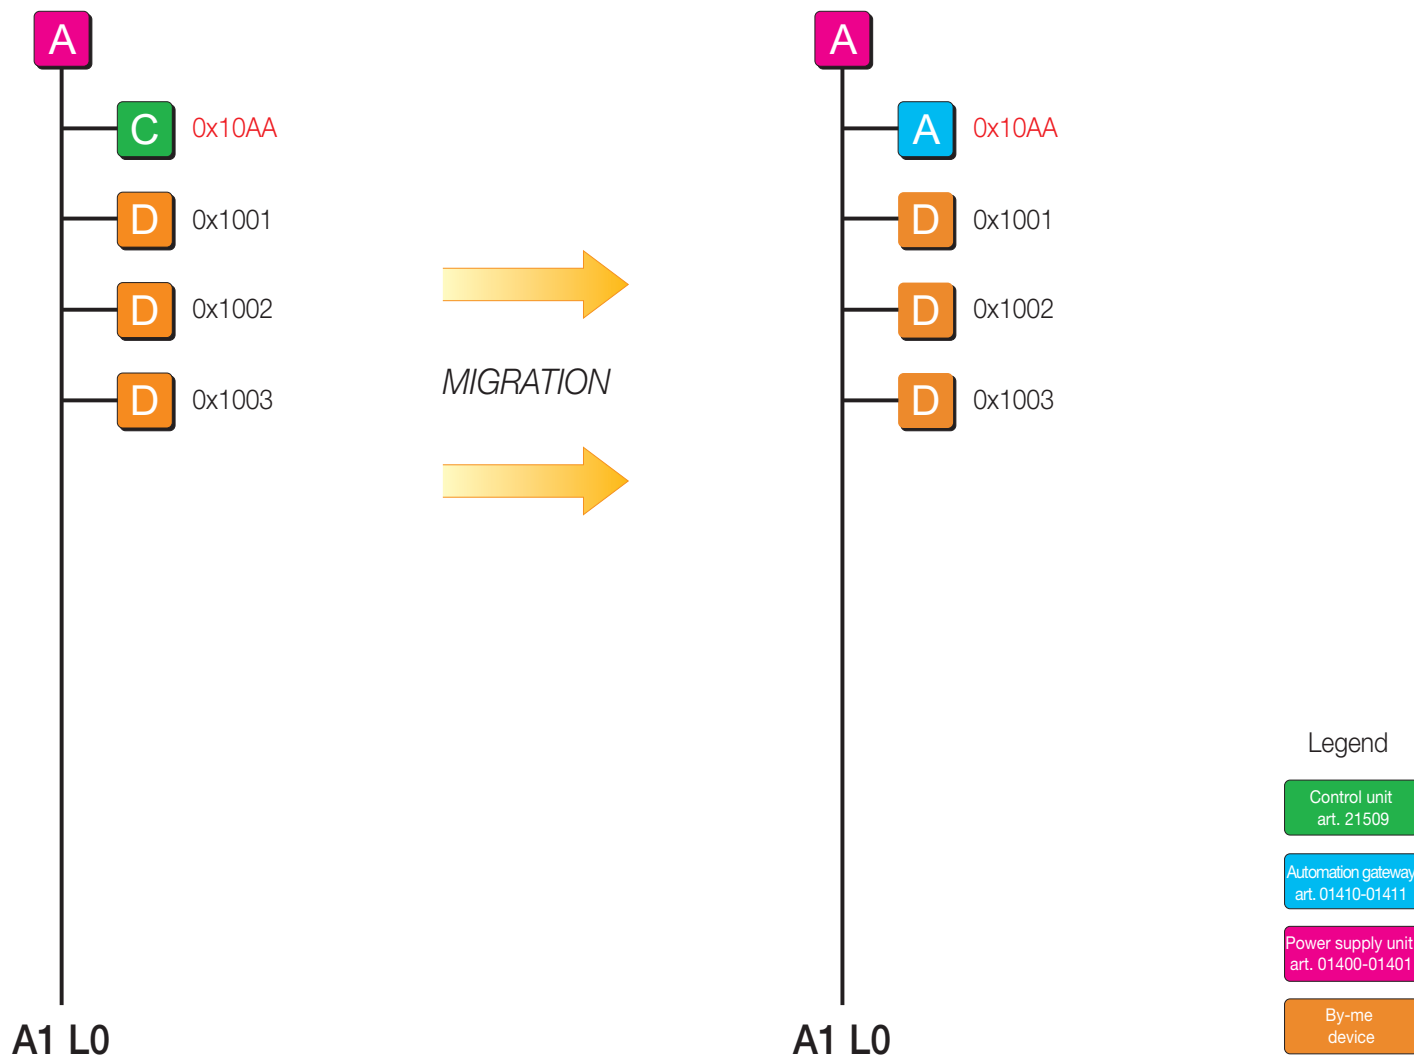 A
C 0x10AA
D 0x1001
D 0x1002
D 0x1003
A1 L0
MIGRATION
A
A 0x10AA
D 0x1001
D 0x1002
D 0x1003
A1 L0
Legend
Control unit
art. 21509
Automation gateway
art. 01410-01411
Power supply unit
art. 01400-01401
By-me
device